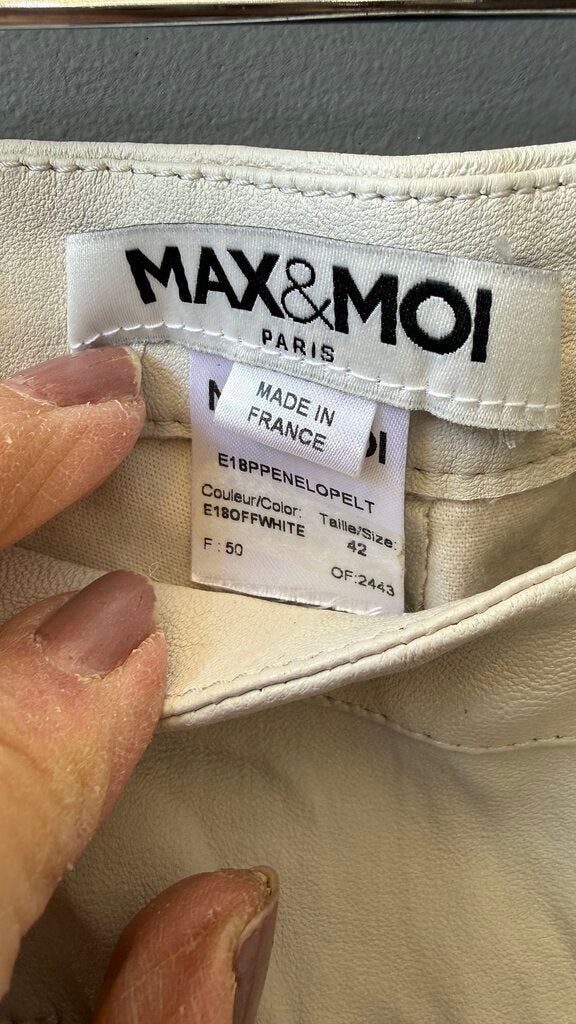 MAX&MOI
PARIS
MADE IN
FRANCE
E18PPENELOPELT
Couleur/Color: Taille/Size:
E18OFFWHITE 42
F : 50
OF:2443